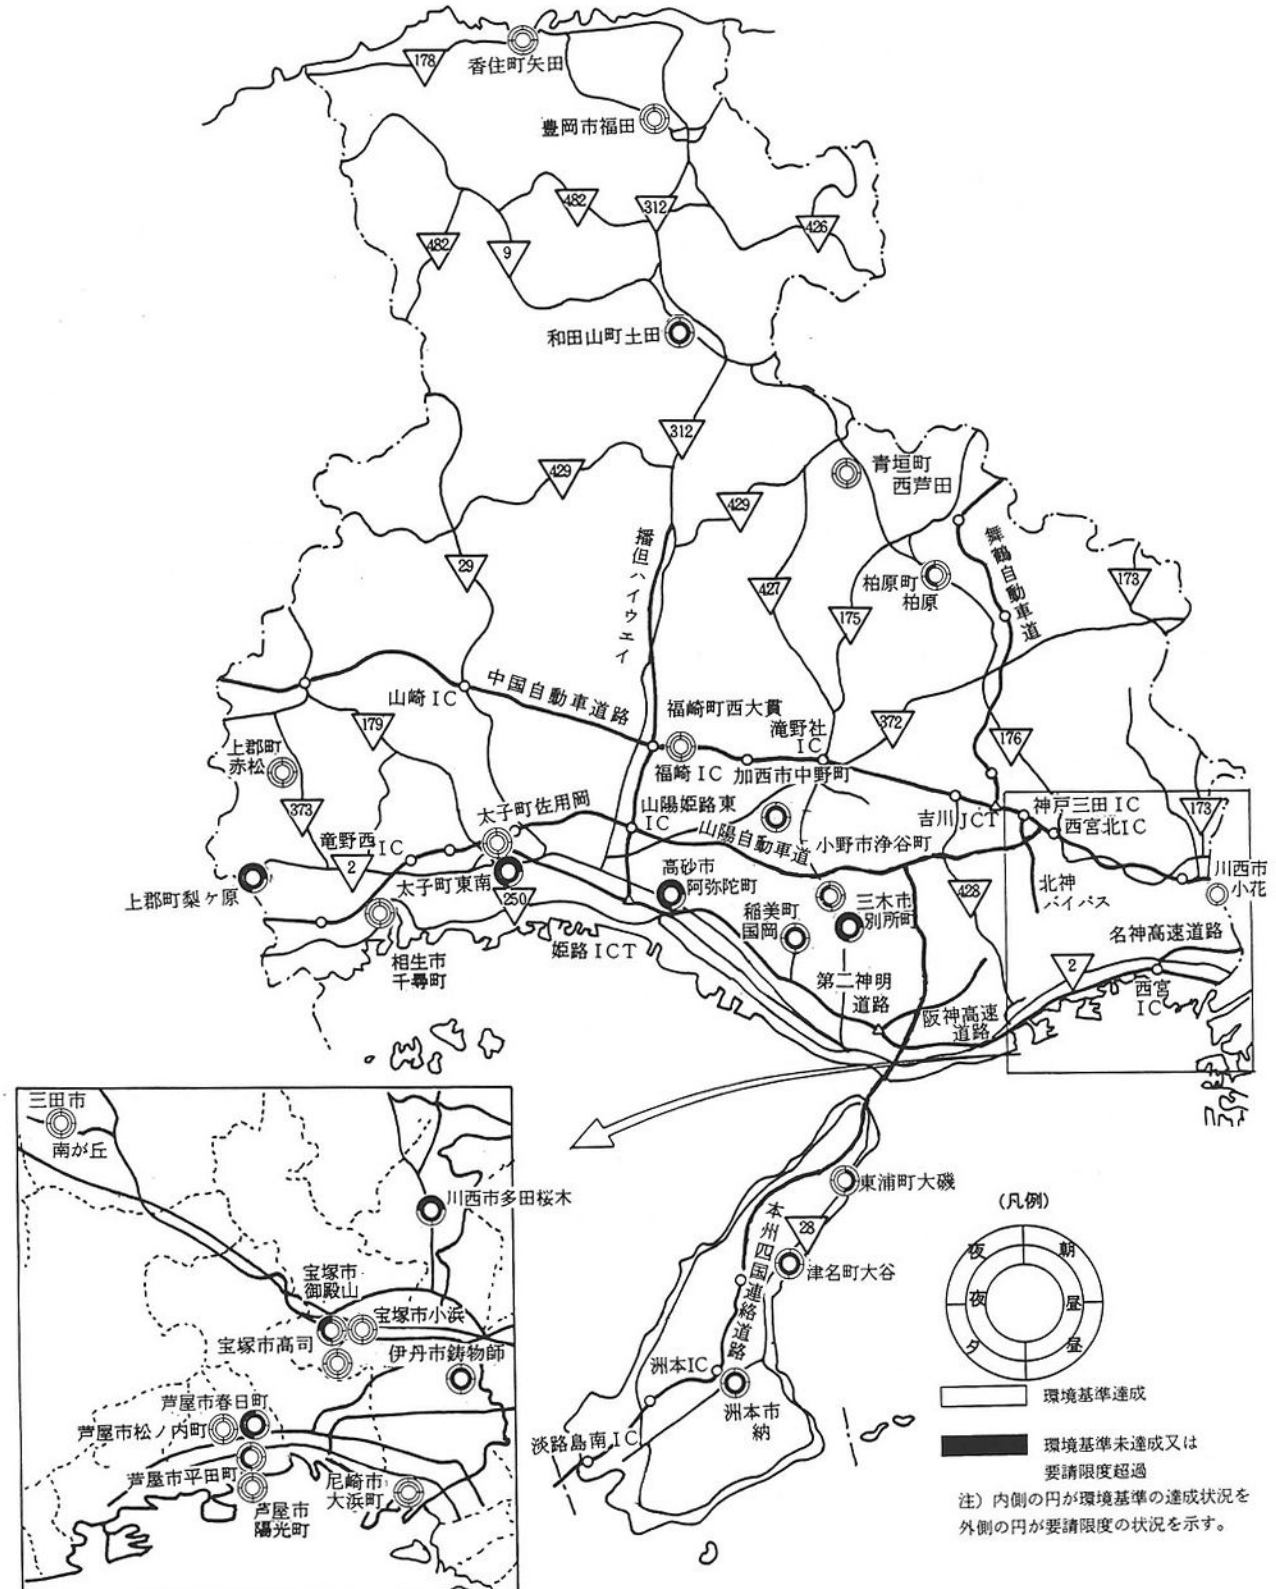 178
香住町矢田
豊岡市福田
482
312
426
482
9
和田山町土田
312
429
青垣町
西芦田
429
播但ハイウェイ
舞鶴自動車道
29
427
柏原町
柏原
173
175
中国自動車道路
山崎IC
福崎町西大貫
滝野社
IC
372
179
176
上郡町
赤松
福崎IC
加西市中野町
373
太子町佐用岡
山陽姫路東
IC
山陽自動車道
吉川JCT
神戸三田IC
西宮北IC
173
竜野西IC
2
小野市浄谷町
川西市
小花
上郡町梨ヶ原
太子町東南
250
高砂市
阿弥陀町
稲美町
国岡
三木市
別所町
428
北神
バイパス
相生市
千尋町
姫路ICT
名神高速道路
2
西宮
IC
第二神明
道路
阪神高速
道路
三田市
南が丘
川西市多田桜木
宝塚市
御殿山
宝塚市小浜
宝塚市高司
伊丹市鋳物師
芦屋市春日町
芦屋市松ノ内町
芦屋市平田町
芦屋市
陽光町
尼崎市
大浜町
東浦町大磯
28
本州四国連絡道路
津名町大谷
洲本IC
洲本市
納
淡路島南IC
(凡例)
夜
朝
夜
昼
夕
昼
環境基準達成
環境基準未達成又は
要請限度超過
注）内側の円が環境基準の達成状況を
外側の円が要請限度の状況を示す。